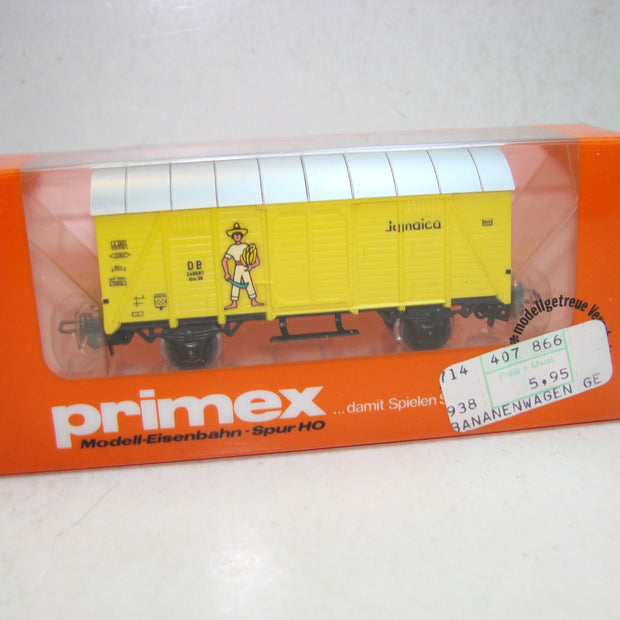 Jamaica
DB
primex
...damit Spielen
Modell-Eisenbahn · Spur HO
*modellgetreue
714 407 866
Preis + Mwst.
5.95
938
BANANENWAGEN GE